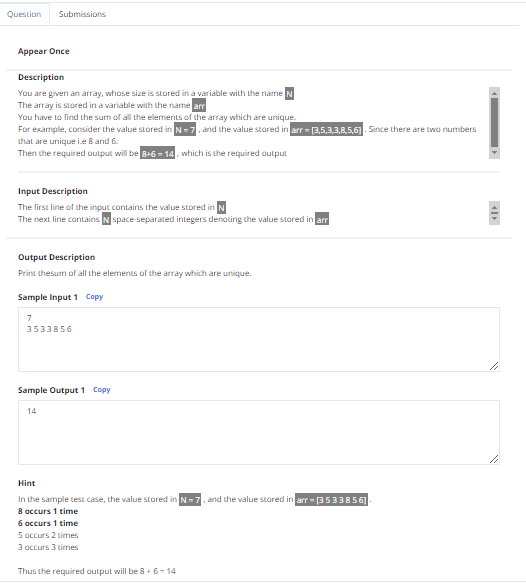 Question Submissions
Appear Once
Description
You are given an array, whose size is stored in a variable with the name N
The array is stored in a variable with the name arr
You have to find the sum of all the elements of the array which are unique.
For example, consider the value stored in N = 7 , and the value stored in arr = [3,5,3,3,8,5,6] . Since there are two numbers
that are unique i.e 8 and 6.
Then the required output will be 8+6 = 14 , which is the required output
Input Description
The first line of the input contains the value stored in N
The next line contains N space-separated integers denoting the value stored in arr
Output Description
Print thesum of all the elements of the array which are unique.
Sample Input 1 Copy
7
3 5 3 3 8 5 6
Sample Output 1 Copy
14
Hint
In the sample test case, the value stored in N = 7 , and the value stored in arr = [3 5 3 3 8 5 6] .
8 occurs 1 time
6 occurs 1 time
5 occurs 2 times
3 occurs 3 times
Thus the required output will be 8 + 6 = 14